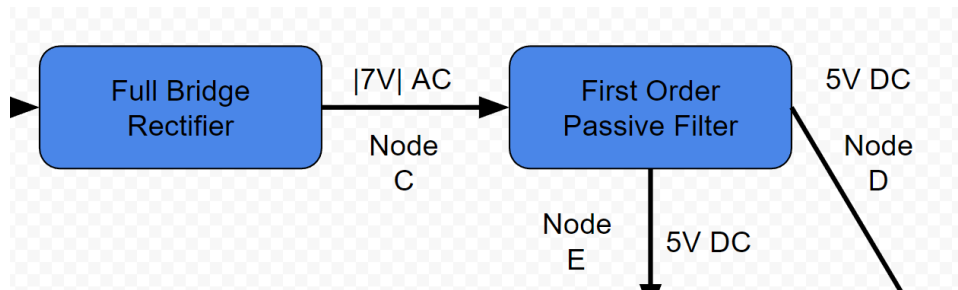 Full Bridge
Rectifier
|7V| AC
Node
C
First Order
Passive Filter
5V DC
Node
D
Node
E
5V DC